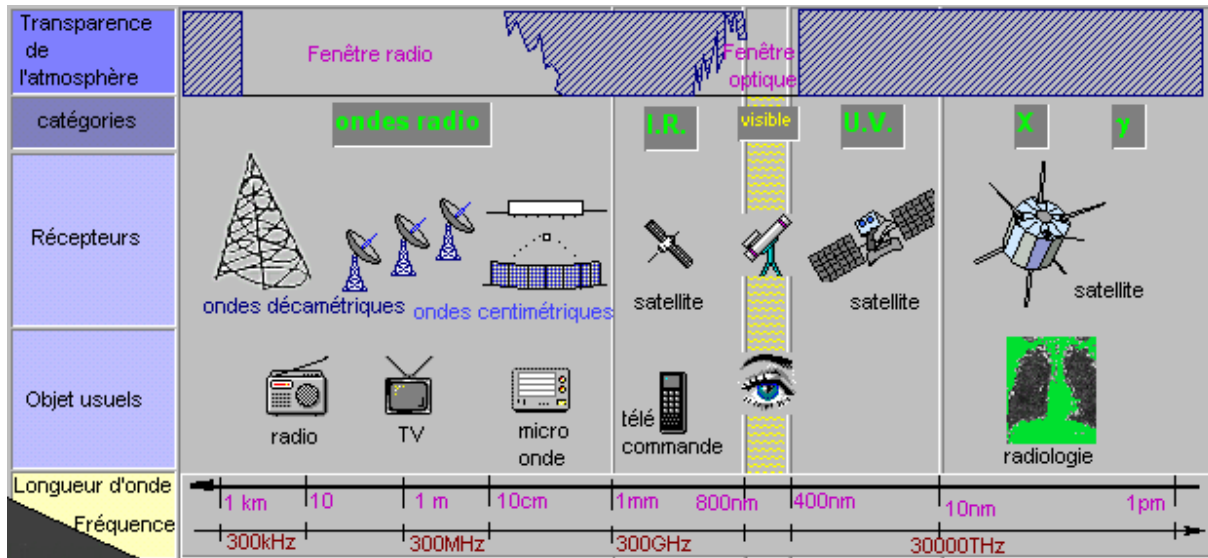 Transparence
de
l'atmosphère
Fenêtre radio
Fenêtre
optique
catégories
ondes radio
I.R.
visible
U.V.
X
γ
Récepteurs
ondes décamétriques
ondes centimétriques
satellite
satellite
satellite
Objet usuels
radio
TV
micro
onde
télé
commande
radiologie
Longueur d'onde
1 km
10
1 m
10cm
1mm
800nm
400nm
10nm
1pm
Fréquence
300kHz
300MHz
300GHz
30000THz